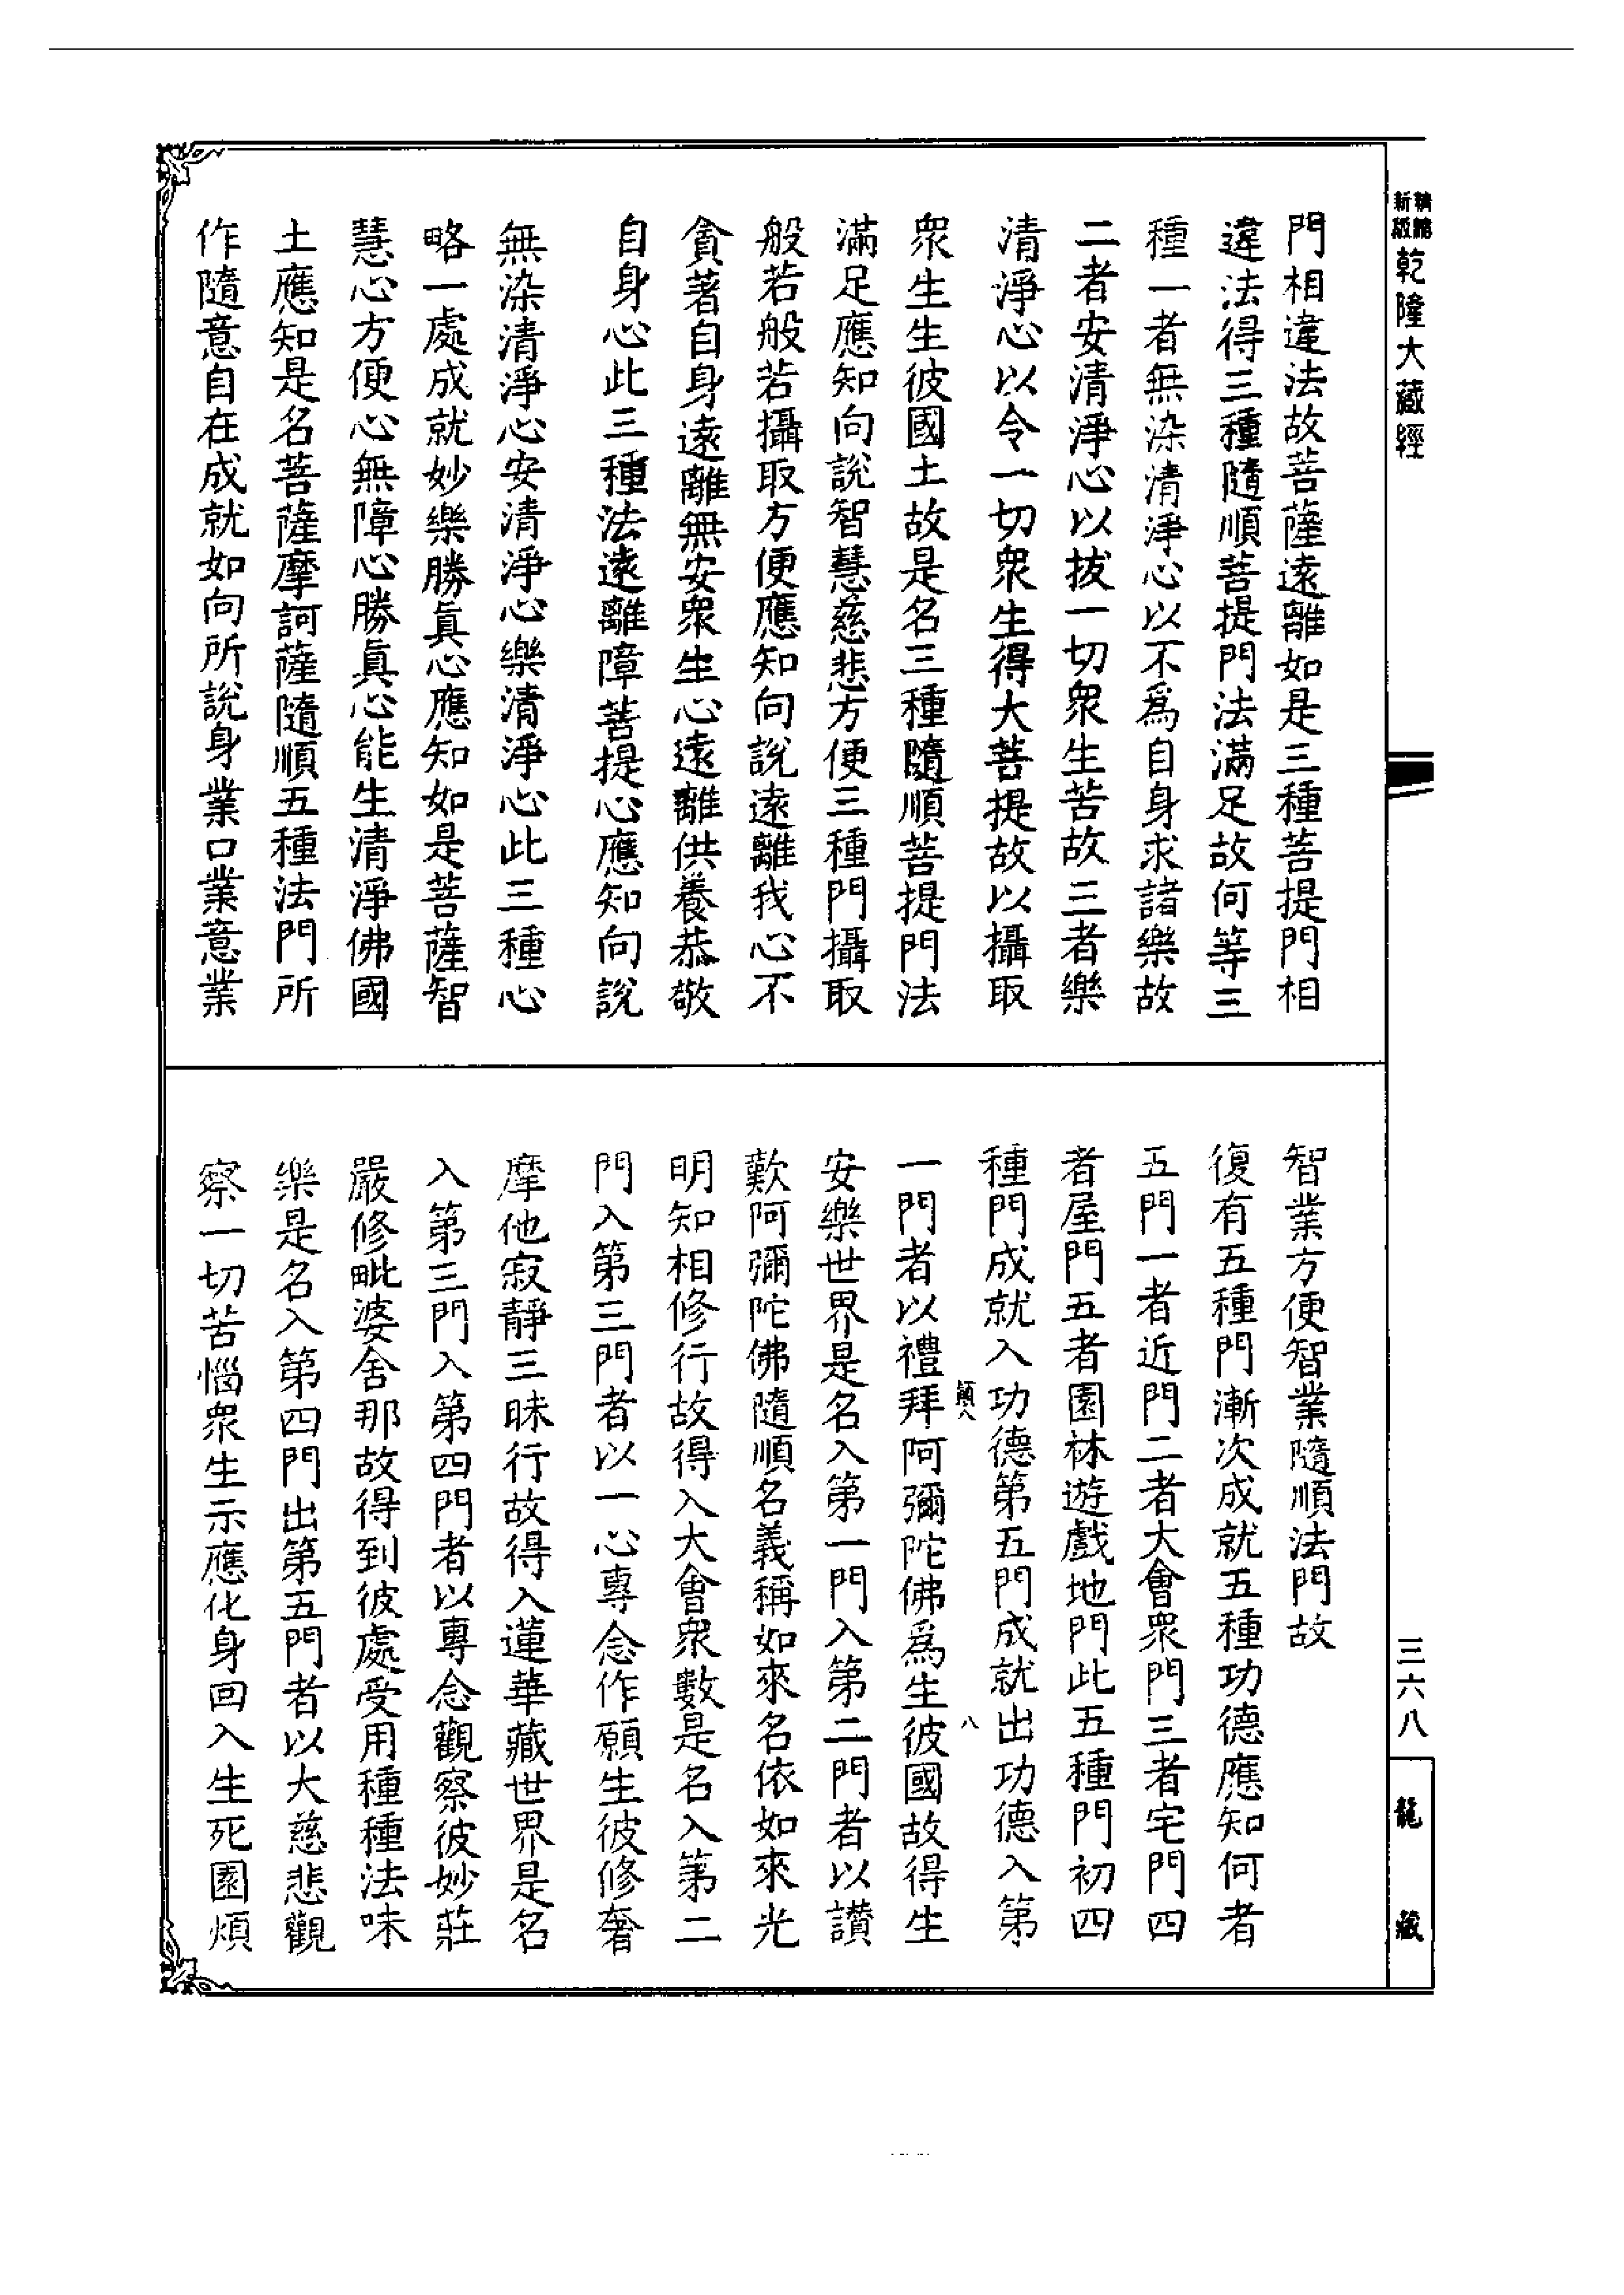 新版
乾隆大藏經
三六八
龍藏
門相違法故菩薩遠離如是三種菩提門相
違法得三種隨順菩提門法滿足故何等三
種一者無染清淨心以不爲自身求諸樂故
二者安清淨心以拔一切衆生苦故三者樂
清淨心以令一切衆生得大菩提故以攝取
衆生生彼國土故是名三種隨順菩提門法
滿足應知向說智慧慈悲方便三種門攝取
般若般若攝取方便應知向說遠離我心不
貪著自身遠離無安衆生心遠離供養恭敬
自身心此三種法遠離障菩提心應知向說
無染清淨心安清淨心樂清淨心此三種心
略一處成就妙樂勝真心應知如是菩薩智
慧心方便心無障心勝真心能生清淨佛國
土應知是名菩薩摩訶薩隨順五種法門所
作隨意自在成就如向所說身業口業意業
智業方便智業隨順法門故
復有五種門漸次成就五種功德應知何者
五門一者近門二者大會衆門三者宅門四
者屋門五者園林遊戲地門此五種門初四
種門成就入功德第五門成就出功德入第
一門者以禮拜阿彌陀佛爲生彼國故得生
安樂世界是名入第一門入第二門者以讚
歎阿彌陀佛隨順名義稱如來名依如來光
明知相修行故得入大會衆數是名入第二
門入第三門者以一心專念作願生彼修奢
摩他寂靜三昧行故得入蓮華藏世界是名
入第三門入第四門者以專念觀察彼妙莊
嚴修毗婆舍那故得到彼處受用種種法味
樂是名入第四門出第五門者以大慈悲觀
察一切苦惱衆生示應化身回入生死園煩